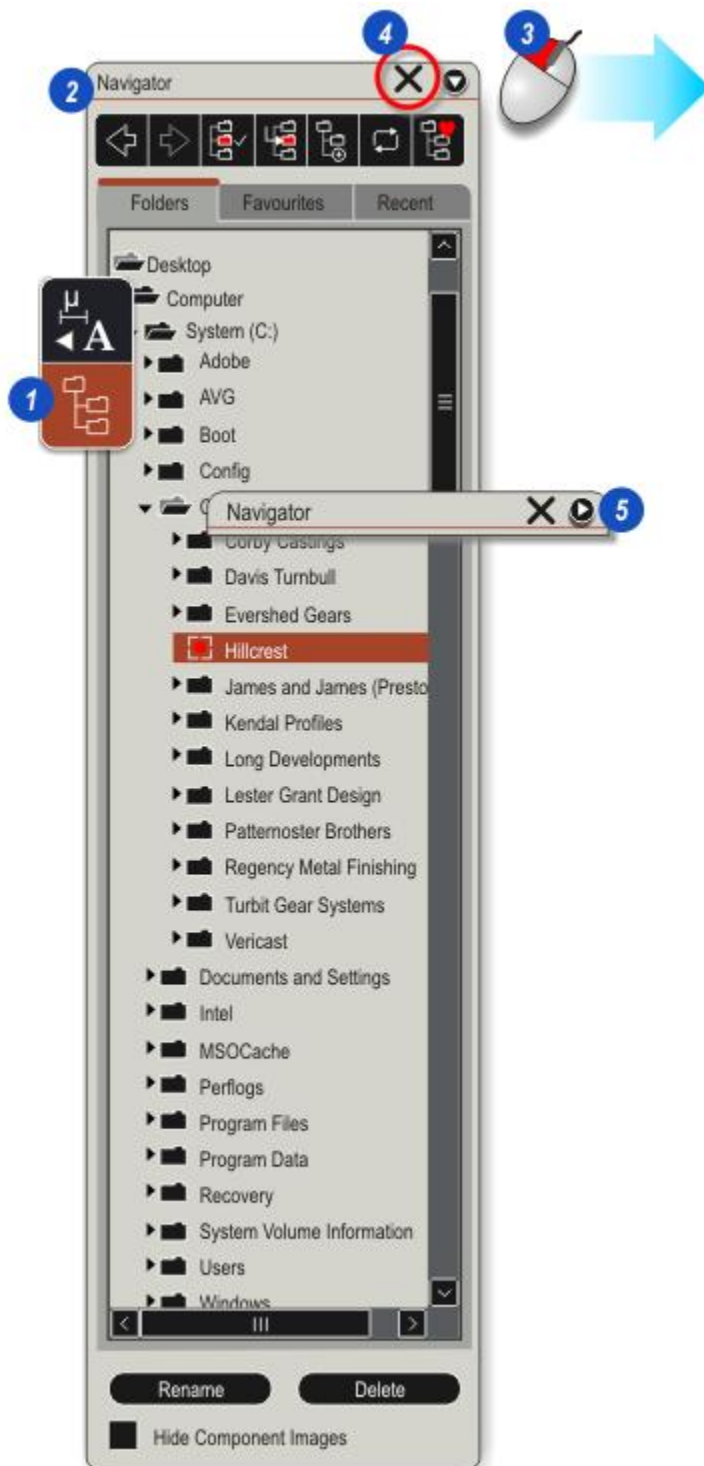 4
3
2
Navigator
Folders Favourites Recent
Desktop
Computer
μ
A
System (C:)
Adobe
1
AVG
Boot
Config
Navigator
5
Corby Castings
Davis Turnbull
Evershed Gears
Hillcrest
James and James (Presto
Kendal Profiles
Long Developments
Lester Grant Design
Patternoster Brothers
Regency Metal Finishing
Turbit Gear Systems
Vericast
Documents and Settings
Intel
MSOCache
Perflogs
Program Files
Program Data
Recovery
System Volume Information
Users
Windows
Rename Delete
Hide Component Images